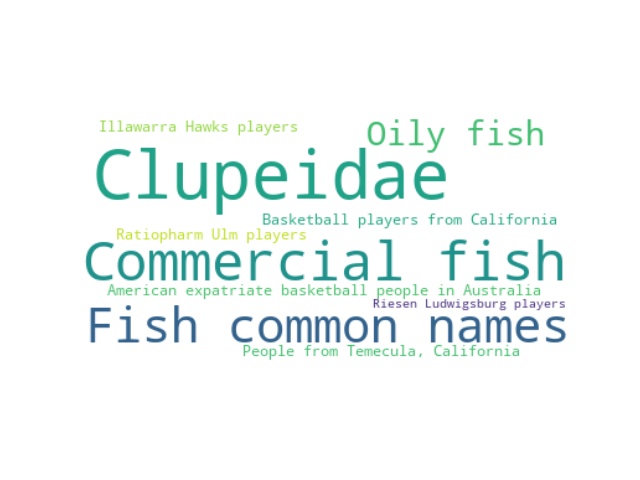 Illawarra Hawks players
Oily fish
Clupeidae
Basketball players from California
Ratiopharm Ulm players
Commercial fish
American expatriate basketball people in Australia
Riesen Ludwigsburg players
Fish common names
People from Temecula, California